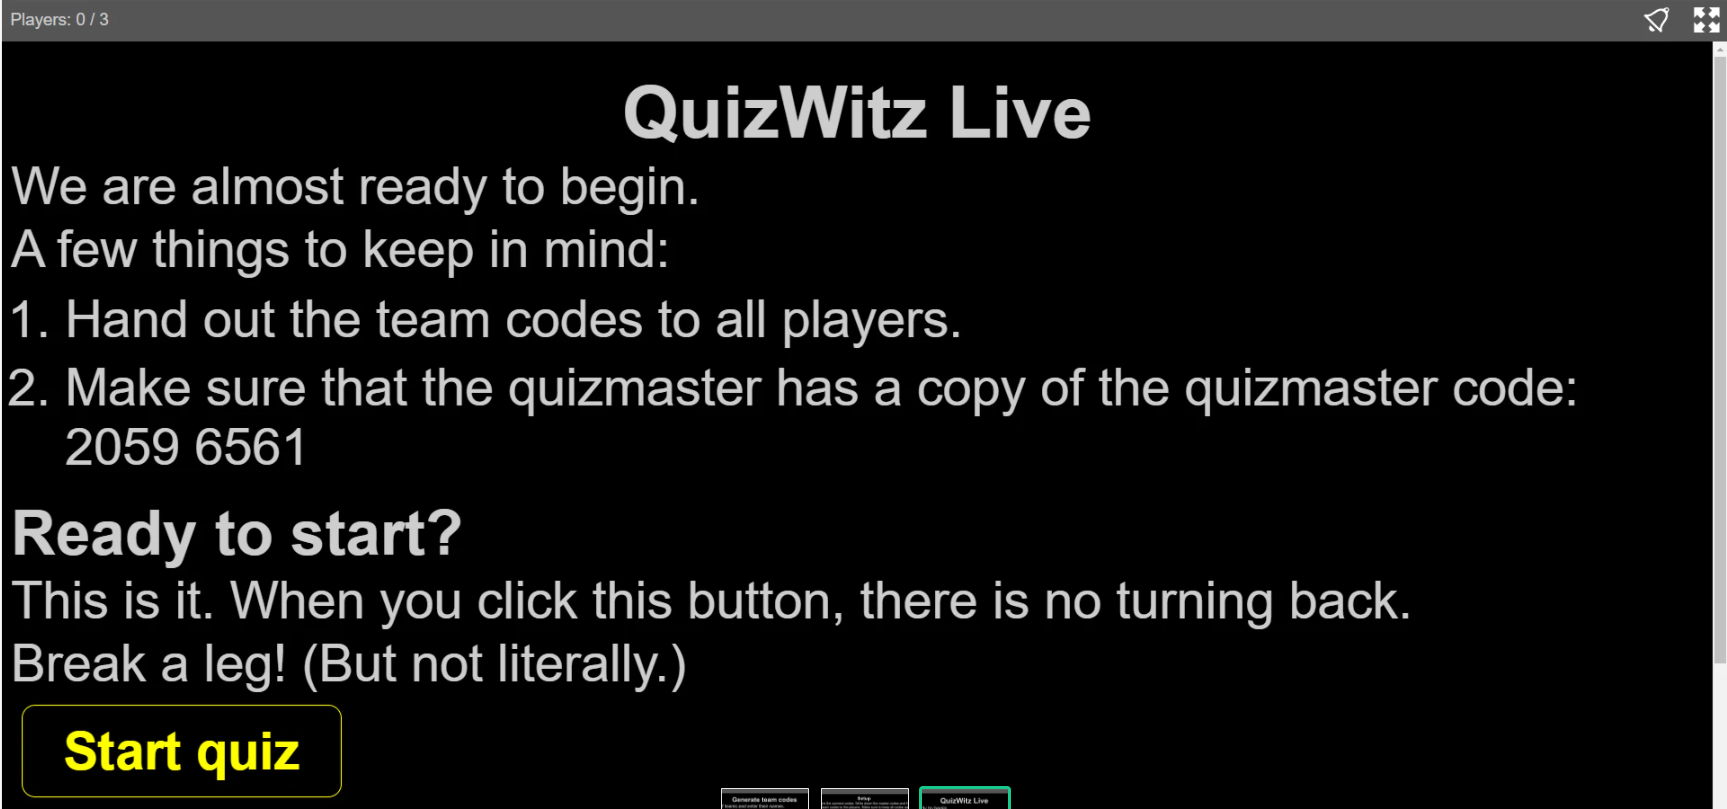 Players: 0 / 3
QuizWitz Live
We are almost ready to begin.
A few things to keep in mind:
1. Hand out the team codes to all players.
2. Make sure that the quizmaster has a copy of the quizmaster code:
2059 6561
Ready to start?
This is it. When you click this button, there is no turning back.
Break a leg! (But not literally.)
Start quiz
Generate team codes
Setup
QuizWitz Live